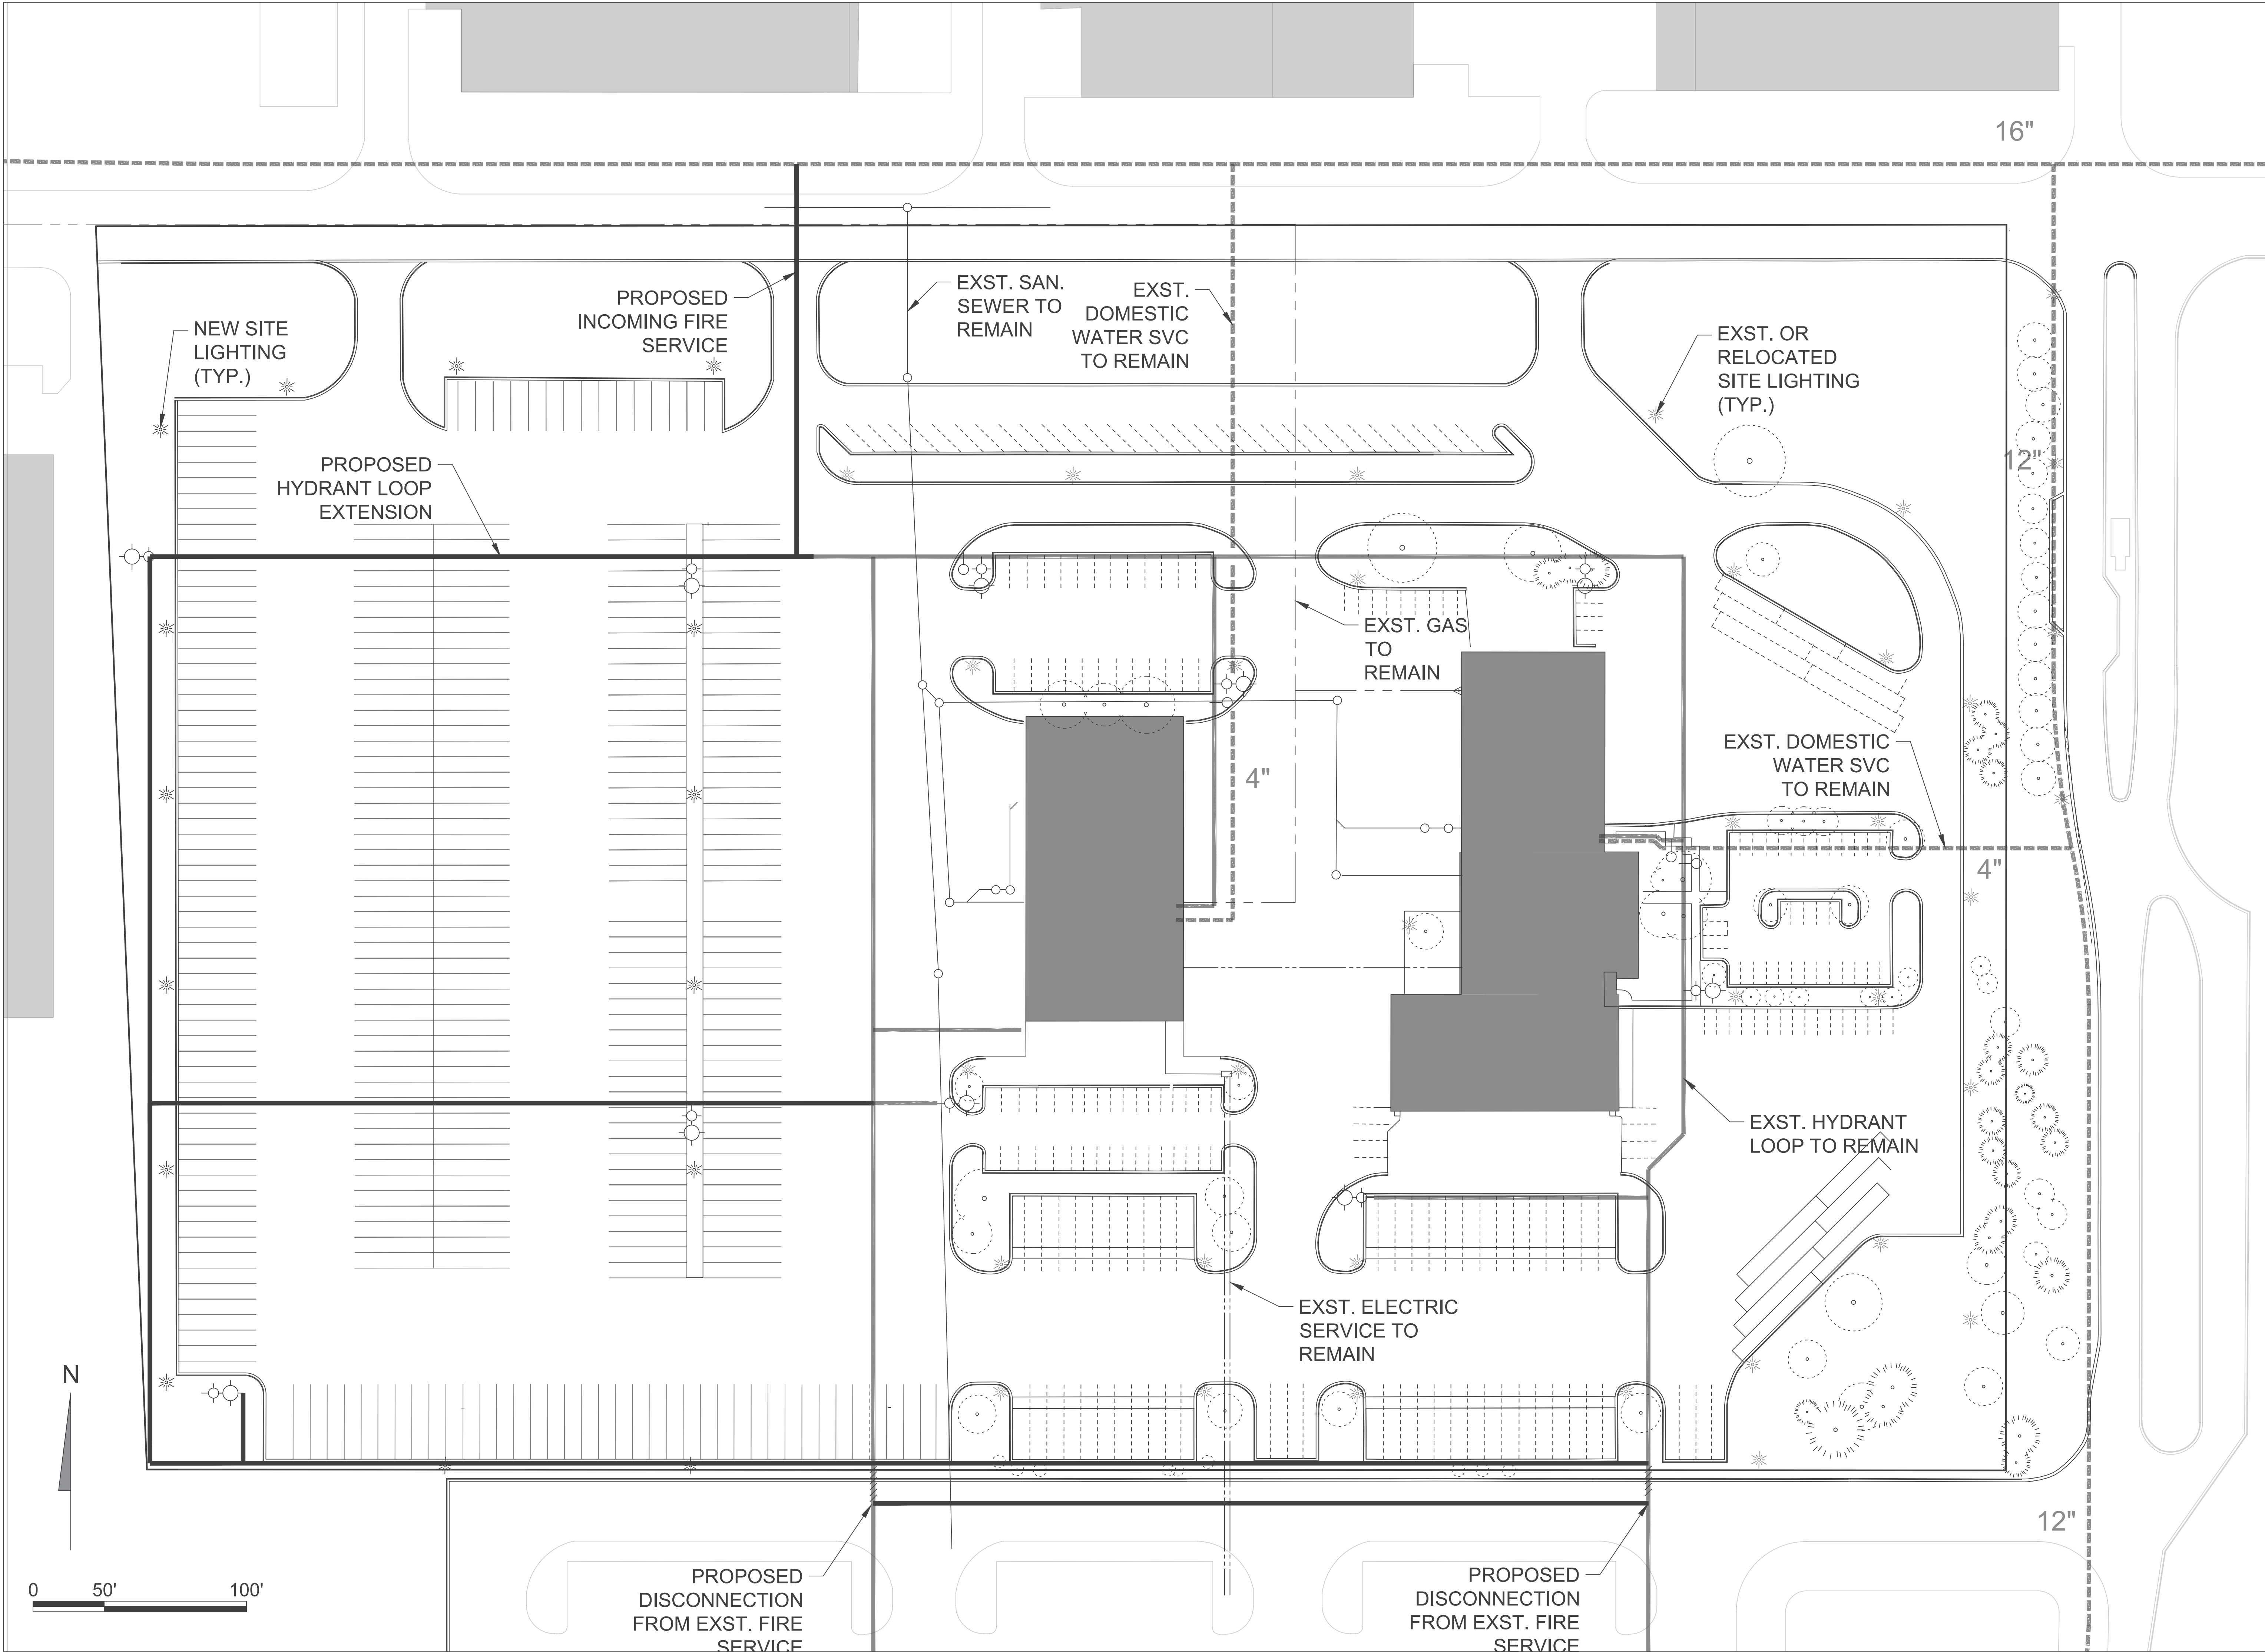 16"
PROPOSED
INCOMING FIRE
SERVICE
EXST. SAN.
SEWER TO
REMAIN
EXST.
DOMESTIC
WATER SVC
TO REMAIN
NEW SITE
LIGHTING
(TYP.)
EXST. OR
RELOCATED
SITE LIGHTING
(TYP.)
12"
PROPOSED
HYDRANT LOOP
EXTENSION
EXST. GAS
TO
REMAIN
4"
EXST. DOMESTIC
WATER SVC
TO REMAIN
4"
EXST. HYDRANT
LOOP TO REMAIN
EXST. ELECTRIC
SERVICE TO
REMAIN
N
12"
0 50' 100'
PROPOSED
DISCONNECTION
FROM EXST. FIRE
SERVICE
PROPOSED
DISCONNECTION
FROM EXST. FIRE
SERVICE